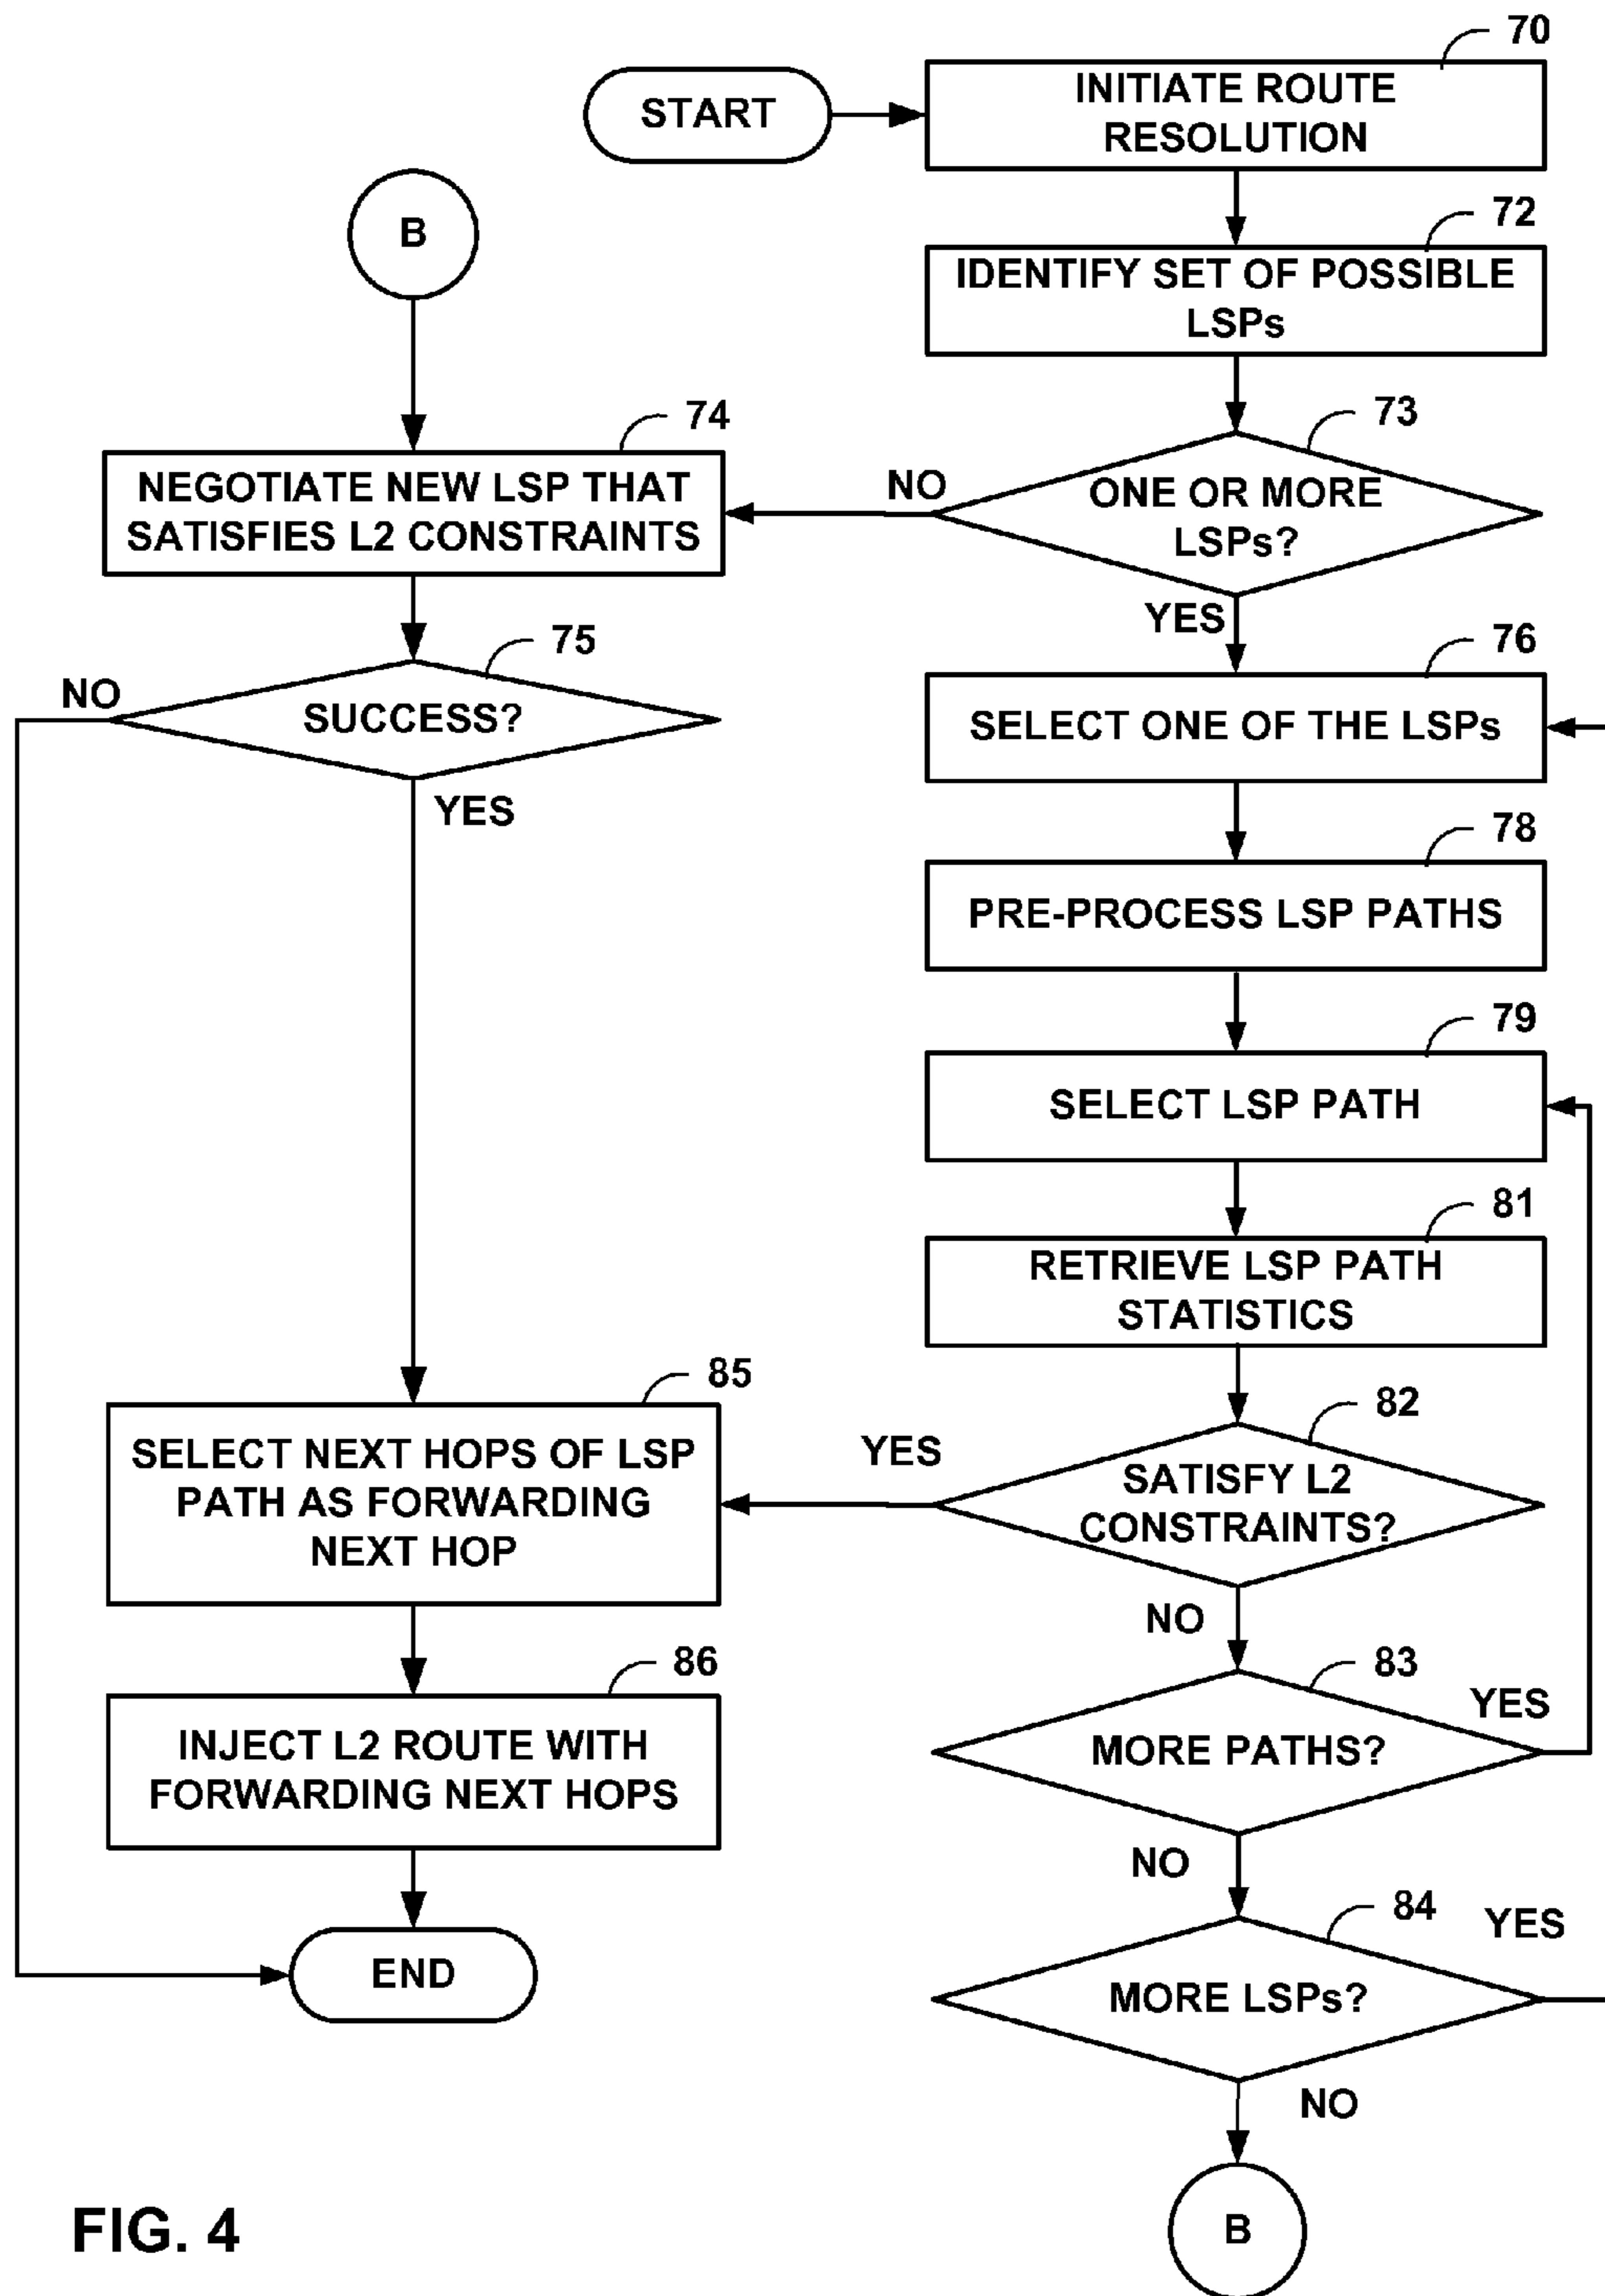 70
START
INITIATE ROUTE
RESOLUTION
B
72
IDENTIFY SET OF POSSIBLE
LSPs
74
73
NEGOTIATE NEW LSP THAT
SATISFIES L2 CONSTRAINTS
NO
ONE OR MORE
LSPs?
YES
75
NO
SUCCESS?
YES
76
SELECT ONE OF THE LSPs
78
PRE-PROCESS LSP PATHS
79
SELECT LSP PATH
81
RETRIEVE LSP PATH
STATISTICS
85
82
SELECT NEXT HOPS OF LSP
PATH AS FORWARDING
NEXT HOP
YES
SATISFY L2
CONSTRAINTS?
NO
86
83
INJECT L2 ROUTE WITH
FORWARDING NEXT HOPS
YES
MORE PATHS?
NO
84
YES
END
MORE LSPs?
NO
B
FIG. 4